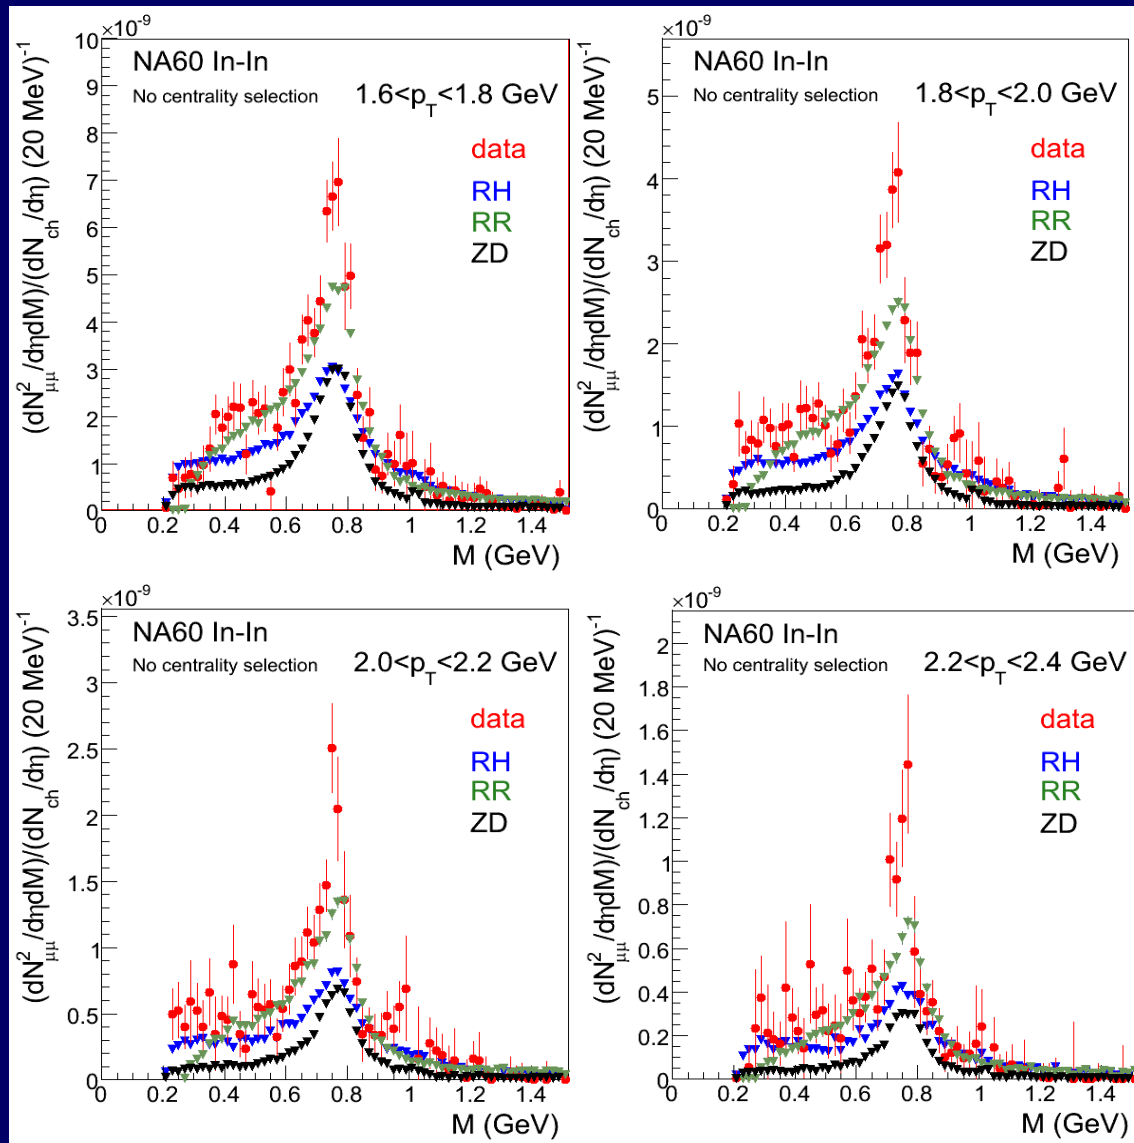 ×10⁻⁹
10
9
8
7
6
5
4
3
2
1
0
NA60 In-In
No centrality selection 1.6<p_T<1.8 GeV
data
RH
RR
ZD
(dN²_μμ/dηdM)/(dN_ch/dη) (20 MeV)⁻¹
0 0.2 0.4 0.6 0.8 1 1.2 1.4
M (GeV)
×10⁻⁹
5
4
3
2
1
0
NA60 In-In
No centrality selection 1.8<p_T<2.0 GeV
data
RH
RR
ZD
(dN²_μμ/dηdM)/(dN_ch/dη) (20 MeV)⁻¹
0 0.2 0.4 0.6 0.8 1 1.2 1.4
M (GeV)
×10⁻⁹
3.5
3
2.5
2
1.5
1
0.5
0
NA60 In-In
No centrality selection 2.0<p_T<2.2 GeV
data
RH
RR
ZD
(dN²_μμ/dηdM)/(dN_ch/dη) (20 MeV)⁻¹
0 0.2 0.4 0.6 0.8 1 1.2 1.4
M (GeV)
×10⁻⁹
2
1.8
1.6
1.4
1.2
1
0.8
0.6
0.4
0.2
0
NA60 In-In
No centrality selection 2.2<p_T<2.4 GeV
data
RH
RR
ZD
(dN²_μμ/dηdM)/(dN_ch/dη) (20 MeV)⁻¹
0 0.2 0.4 0.6 0.8 1 1.2 1.4
M (GeV)